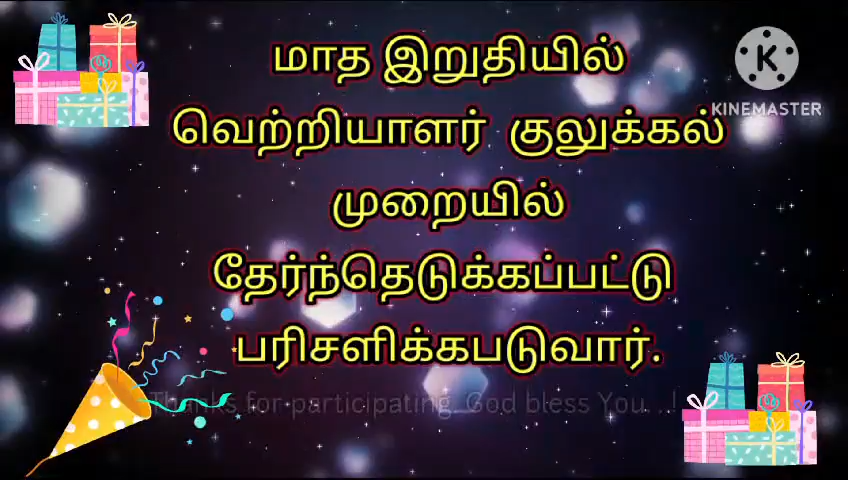 மாத இறுதியில்
KINEMASTER
வெற்றியாளர் குலுக்கல்
முறையில்
தேர்ந்தெடுக்கப்பட்டு
பரிசளிக்கபடுவார்.
Thanks for participating. God bless You...!